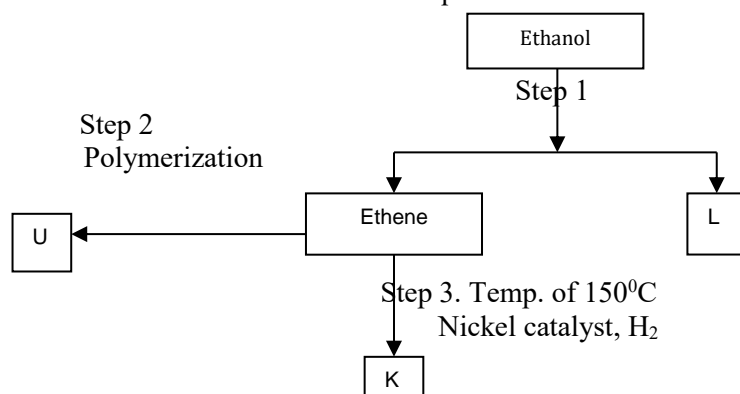 Ethanol
Step 1
Step 2
Polymerization
Ethene
L
U
Step 3. Temp. of 150⁰C
Nickel catalyst, H₂
K